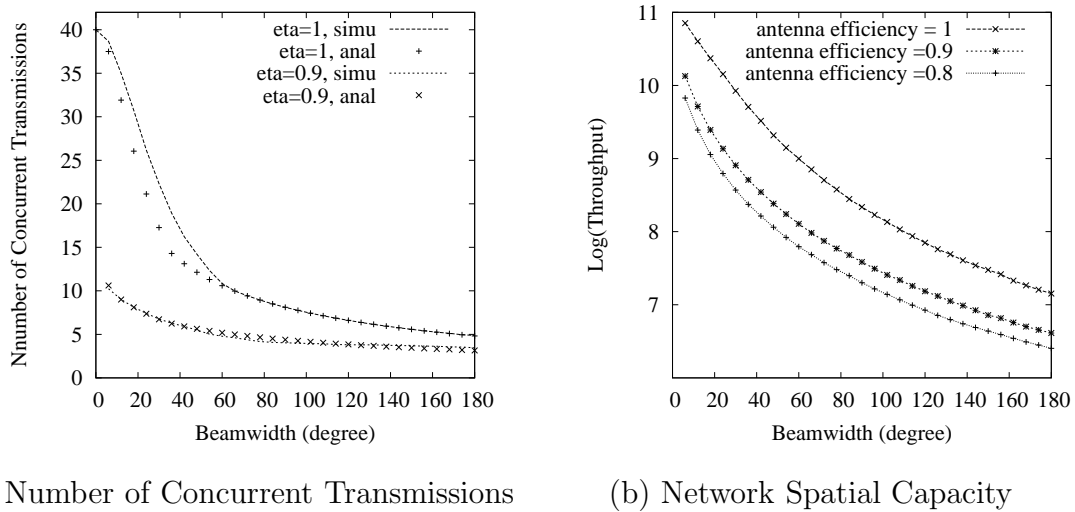 40
35
30
25
20
15
10
5
0
Nnumber of Concurrent Transmissions
eta=1, simu
eta=1, anal
eta=0.9, simu
eta=0.9, anal
0 20 40 60 80 100 120 140 160 180
Beamwidth (degree)
Number of Concurrent Transmissions
11
10
9
8
7
Log(Throughput)
antenna efficiency = 1
antenna efficiency =0.9
antenna efficiency =0.8
0 20 40 60 80 100 120 140 160 180
Beamwidth (degree)
(b) Network Spatial Capacity